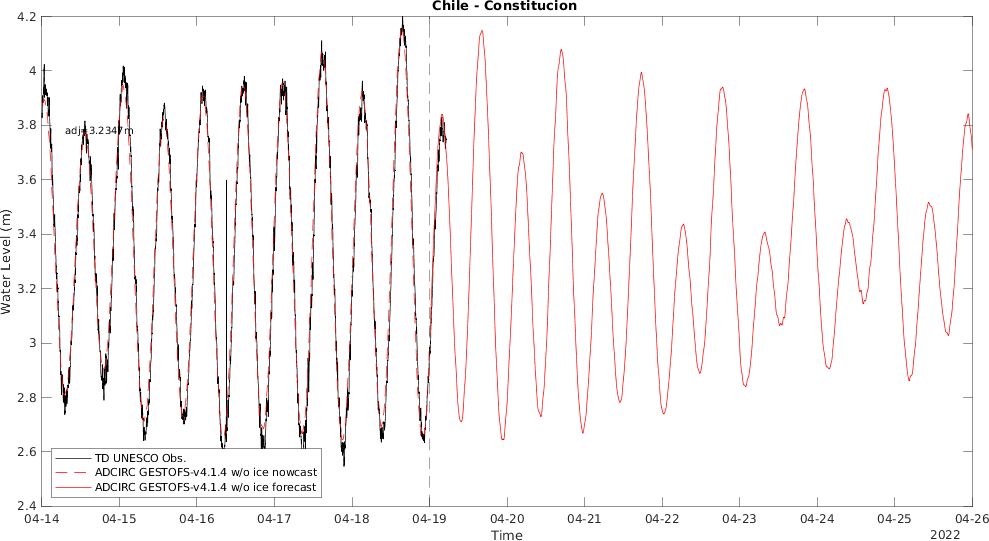 Chile - Constitucion
4.2
4
3.8
3.6
3.4
3.2
3
2.8
2.6
2.4
Water Level (m)
adj=3.2347m
TD UNESCO Obs.
ADCIRC GESTOFS-v4.1.4 w/o ice nowcast
ADCIRC GESTOFS-v4.1.4 w/o ice forecast
04-14 04-15 04-16 04-17 04-18 04-19 04-20 04-21 04-22 04-23 04-24 04-25 04-26
Time
2022